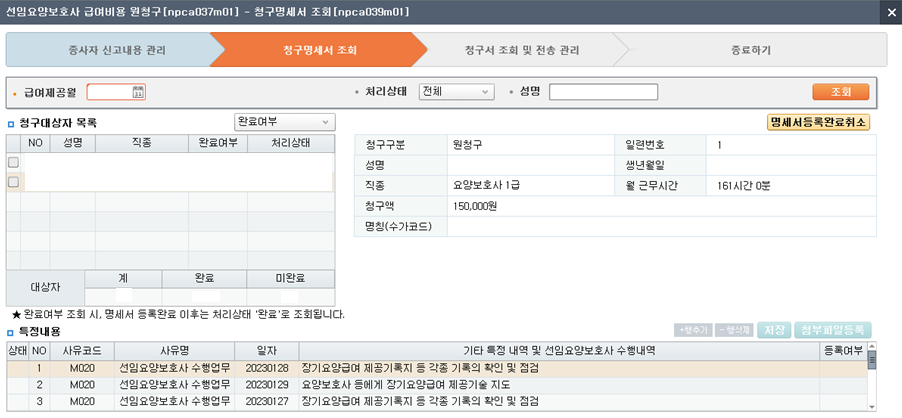 선임요양보호사 급여비용 원청구[npca037m01] - 청구명세서 조회[npca039m01]
종사자 신고내용 관리 청구명세서 조회 청구서 조회 및 전송 관리 종료하기
급여제공월 처리상태 전체 성명 조회
청구대상자 목록 완료여부 명세서등록완료취소
NO 성명 직종 완료여부 처리상태
청구구분 원청구 일련번호 1
성명 생년월일
직종 요양보호사 1급 월 근무시간 161시간 0분
청구액 150,000원
명칭(수가코드)
대상자 계 완료 미완료
★ 완료여부 조회 시, 명세서 등록완료 이후는 처리상태 '완료'로 조회됩니다.
특정내용 +행추가 -행삭제 저장 첨부파일등록
상태 NO 사유코드 사유명 일자 기타 특정 내역 및 선임요양보호사 수행내역 등록여부
1 M020 선임요양보호사 수행업무 20230128 장기요양급여 제공기록지 등 각종 기록의 확인 및 점검
2 M020 선임요양보호사 수행업무 20230129 요양보호사 등에게 장기요양급여 제공기술 지도
3 M020 선임요양보호사 수행업무 20230127 장기요양급여 제공기록지 등 각종 기록의 확인 및 점검